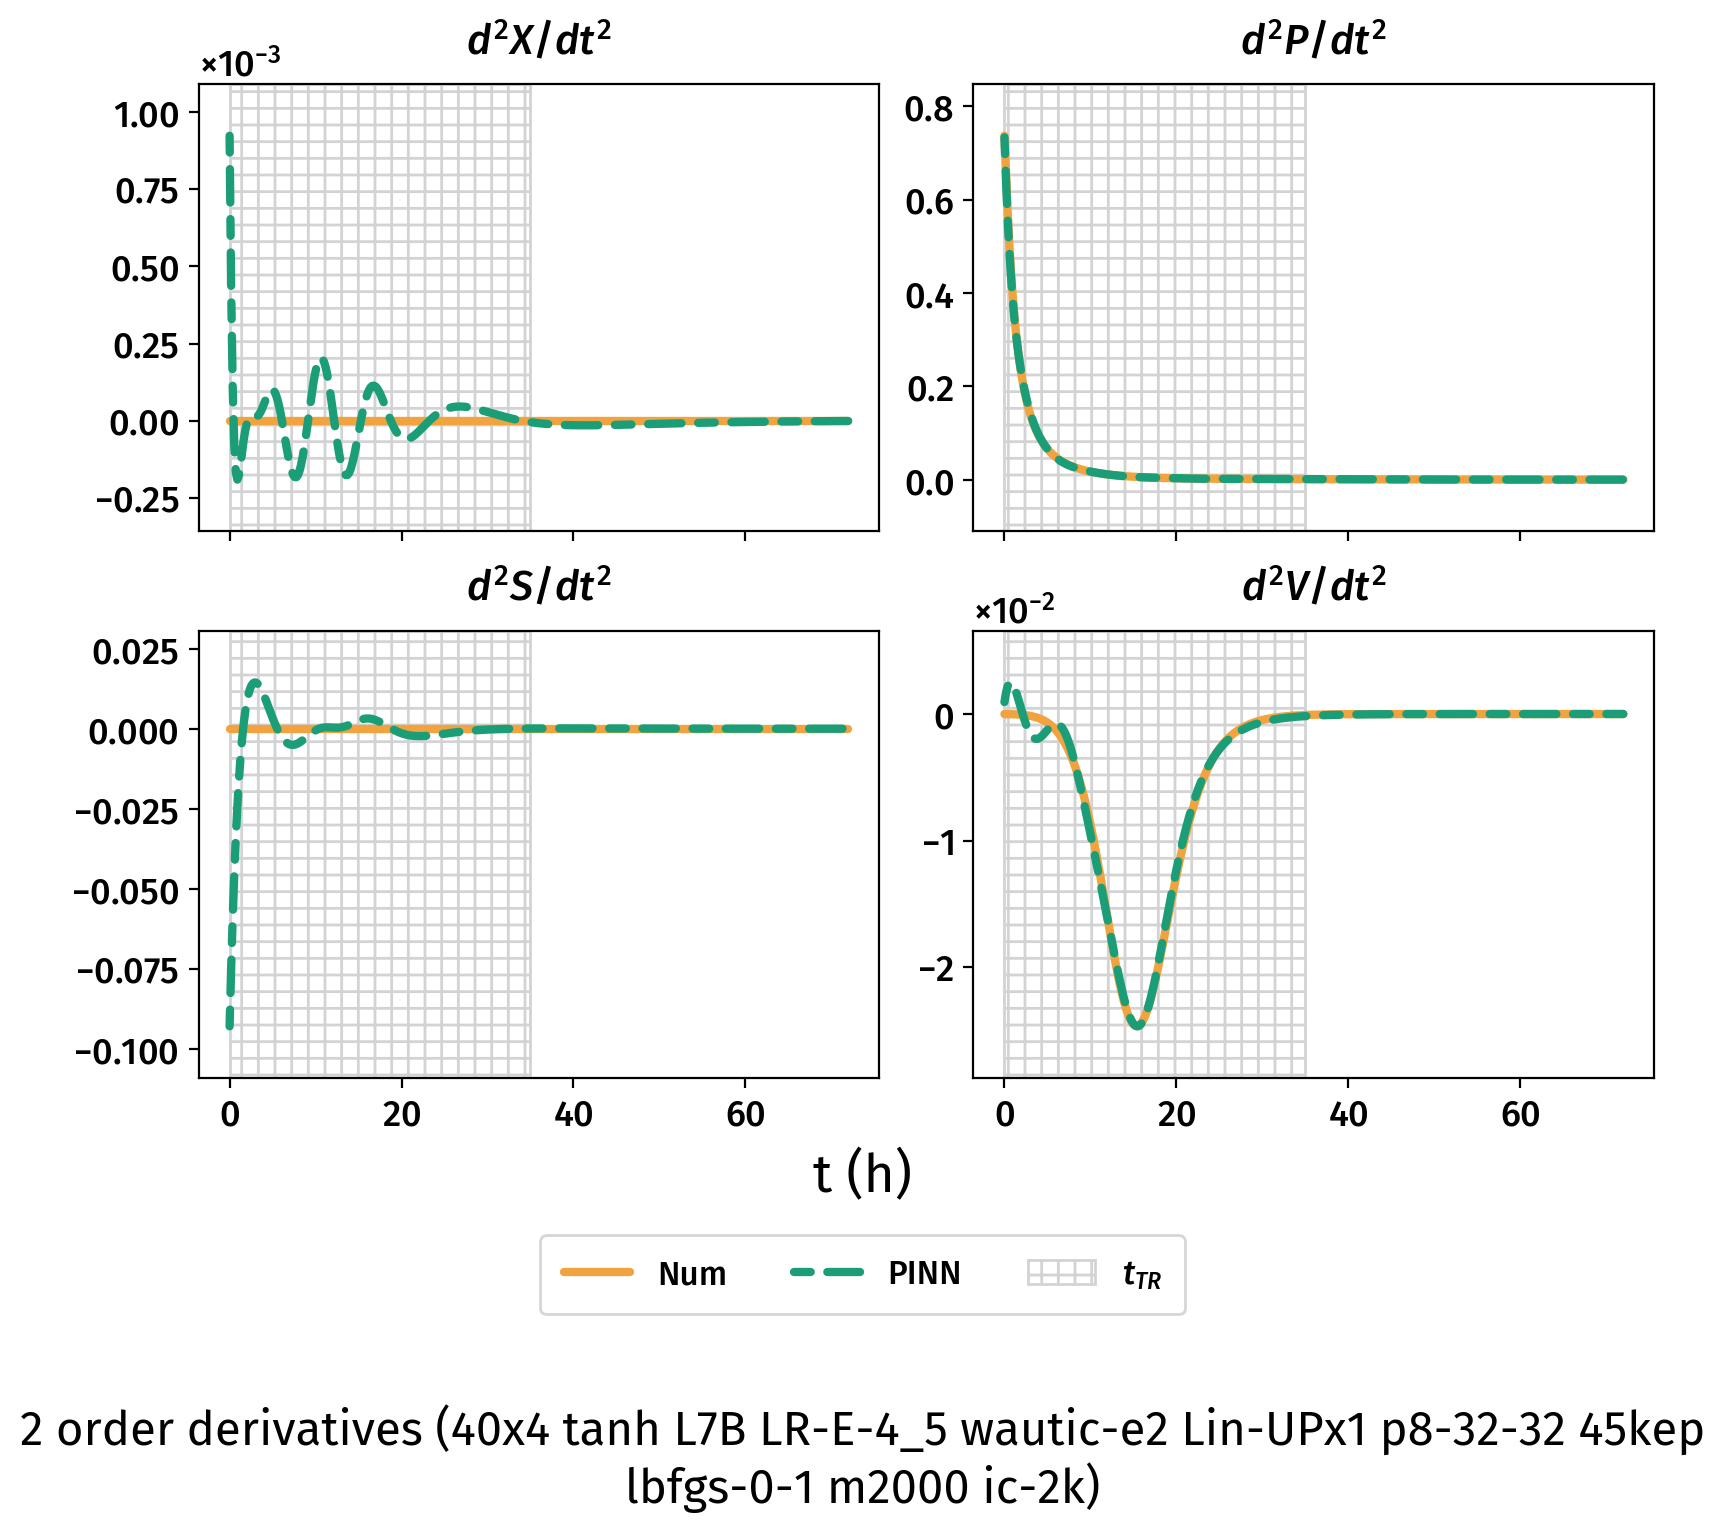 d²X/dt²
×10⁻³
1.00
0.75
0.50
0.25
0.00
−0.25
d²P/dt²
0.8
0.6
0.4
0.2
0.0
d²S/dt²
0.025
0.000
−0.025
−0.050
−0.075
−0.100
0 20 40 60
d²V/dt²
×10⁻²
0
−1
−2
0 20 40 60
t (h)
Num PINN t_TR
2 order derivatives (40x4 tanh L7B LR-E-4_5 wautic-e2 Lin-UPx1 p8-32-32 45kep
lbfgs-0-1 m2000 ic-2k)